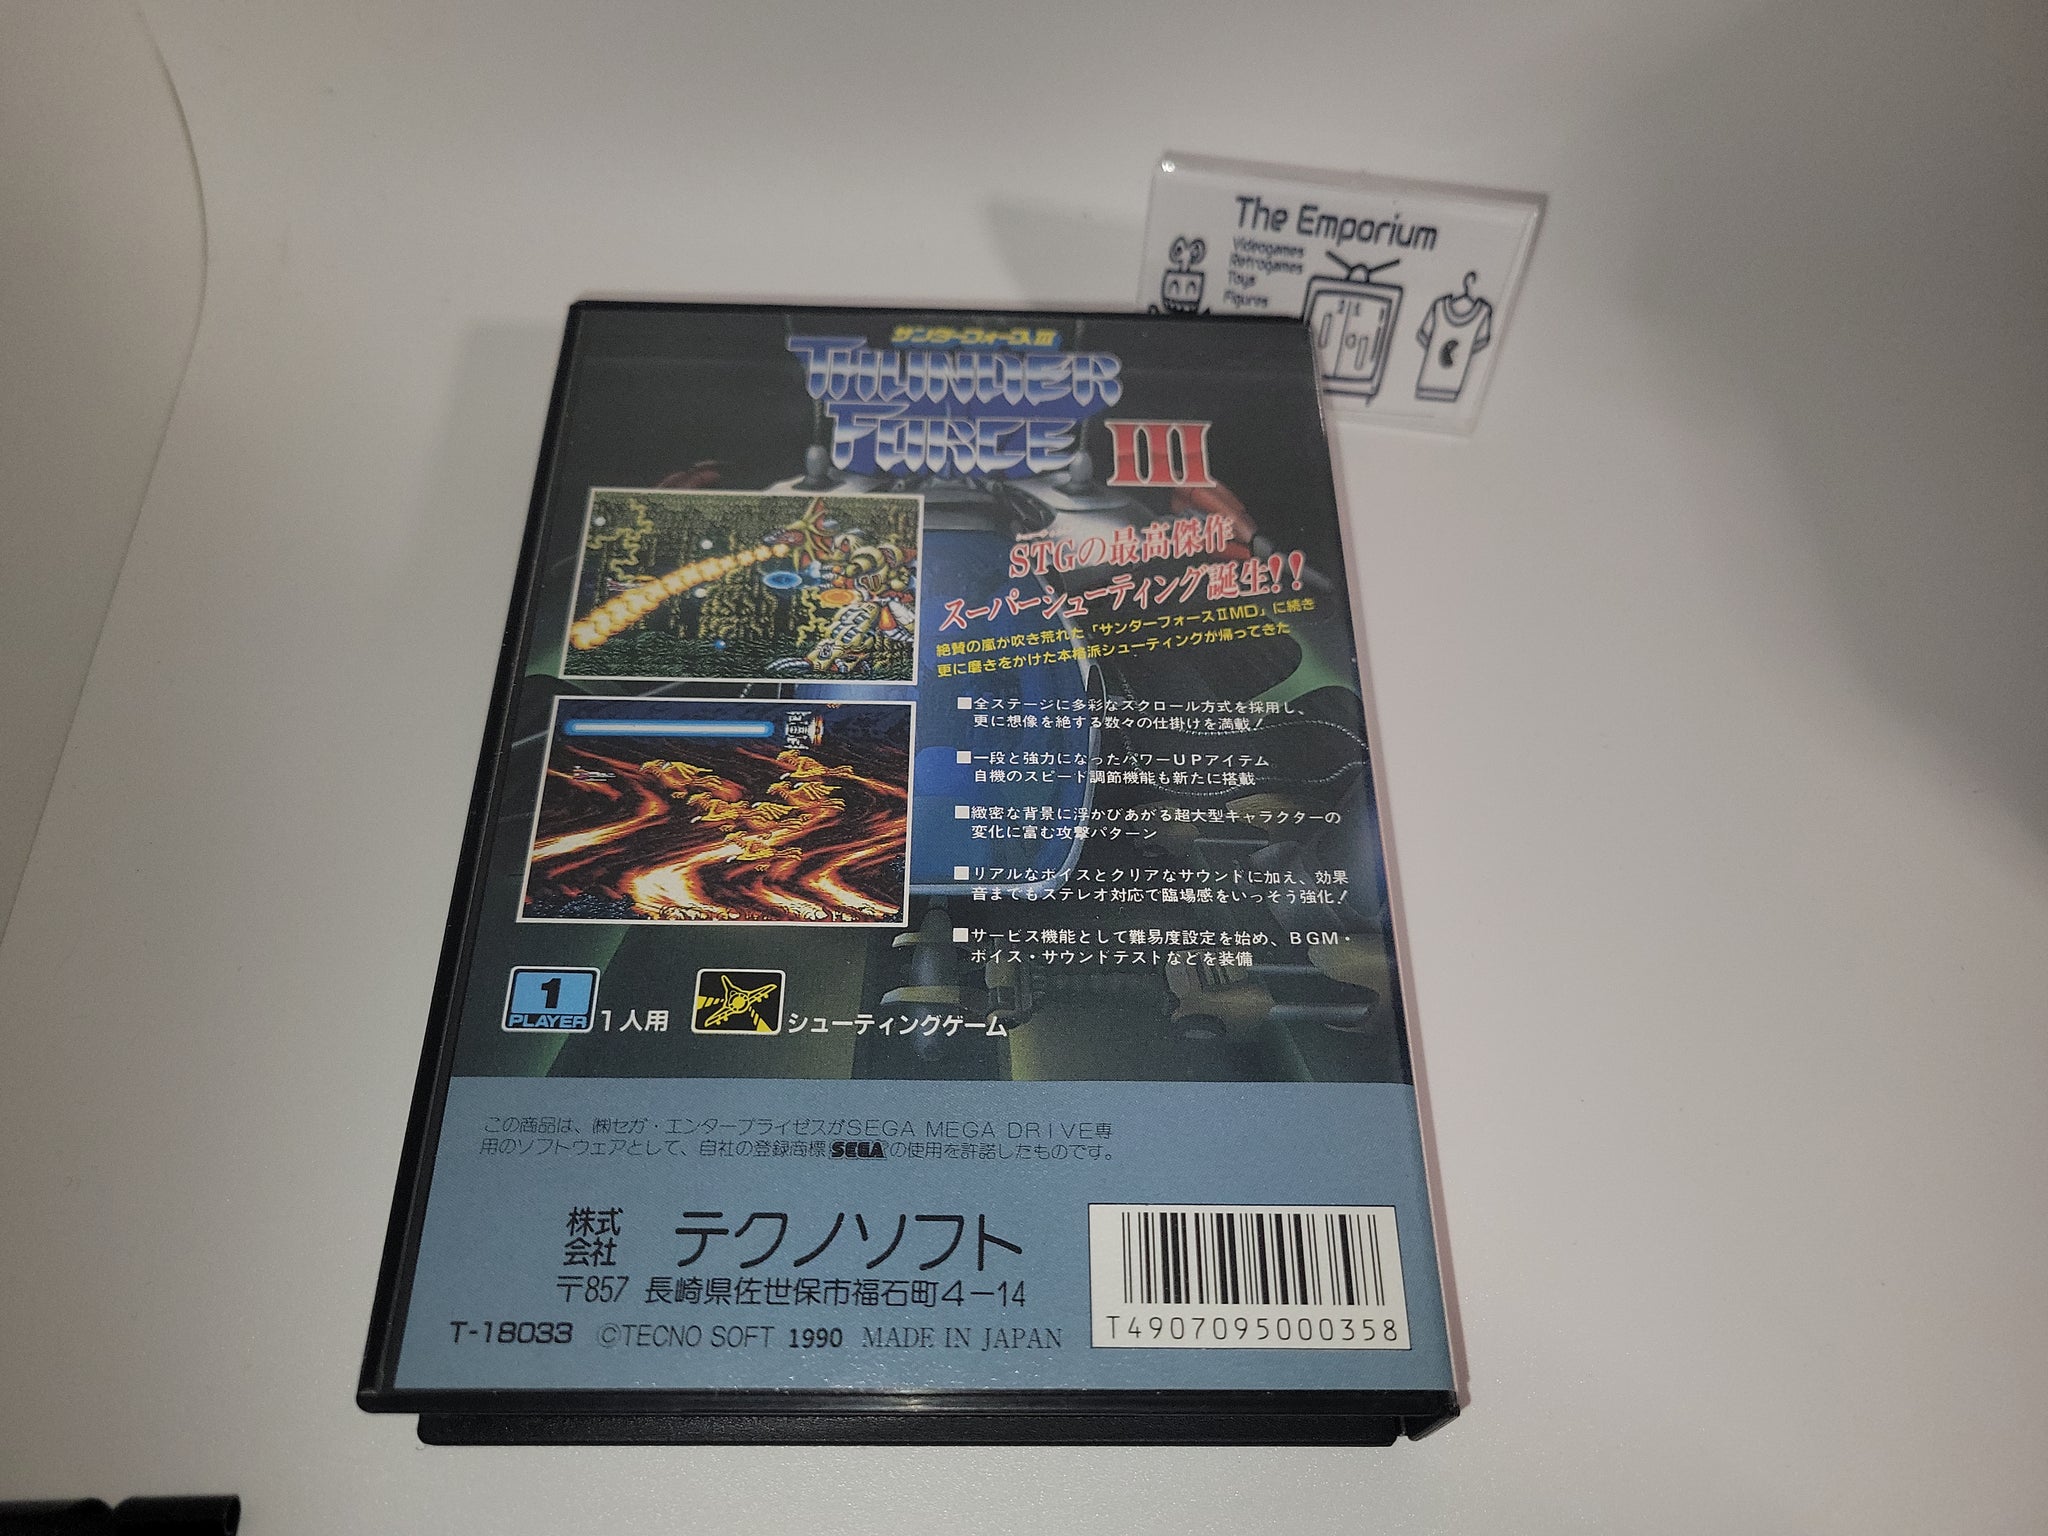 The Emporium
Videogames
Retrogames
Toys
Figures
サンダーフォースIII
THUNDER
FORCE III
STGの最高傑作
スーパーシューティング誕生!!
絶賛の嵐が吹き荒れた「サンダーフォースⅡMD」に続き
更に磨きをかけた本格派シューティングが帰ってきた
■全ステージに多彩なスクロール方式を採用し、
更に想像を絶する数々の仕掛けを満載!
■一段と強力になったパワーUPアイテム
自機のスピード調節機能も新たに搭載
■緻密な背景に浮かびあがる超大型キャラクターの
変化に富む攻撃パターン
■リアルなボイスとクリアなサウンドに加え、効果
音までもステレオ対応で臨場感をいっそう強化!
■サービス機能として難易度設定を始め、BGM・
ボイス・サウンドテストなどを装備
1
PLAYER
1人用
シューティングゲーム
この商品は、㈱セガ・エンタープライゼスがSEGA MEGA DRIVE専
用のソフトウェアとして、自社の登録商標SEGAの使用を許諾したものです。
株式会社 テクノソフト
〒857 長崎県佐世保市福石町4-14
T-18033 ©TECNO SOFT 1990 MADE IN JAPAN
T4907095000358